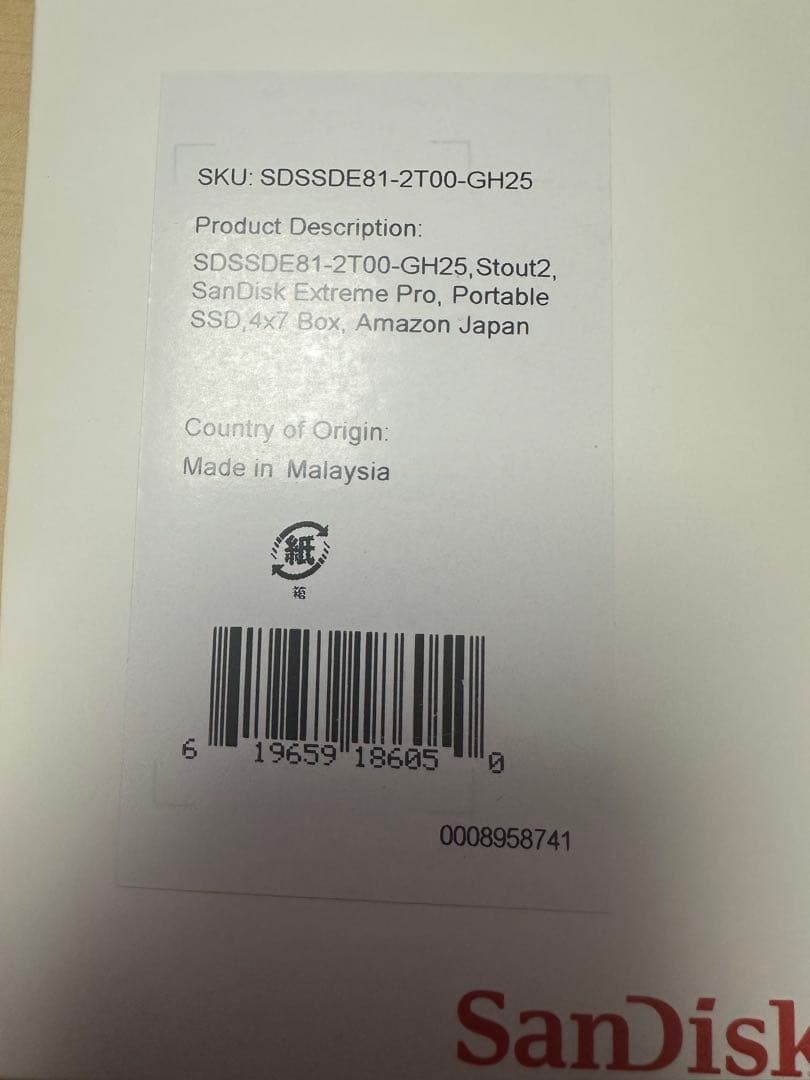 SKU: SDSSDE81-2T00-GH25
Product Description:
SDSSDE81-2T00-GH25,Stout2,
SanDisk Extreme Pro, Portable
SSD,4x7 Box, Amazon Japan
Country of Origin:
Made in Malaysia
紙
箱
6 19659 18605 0
0008958741
SanDisk